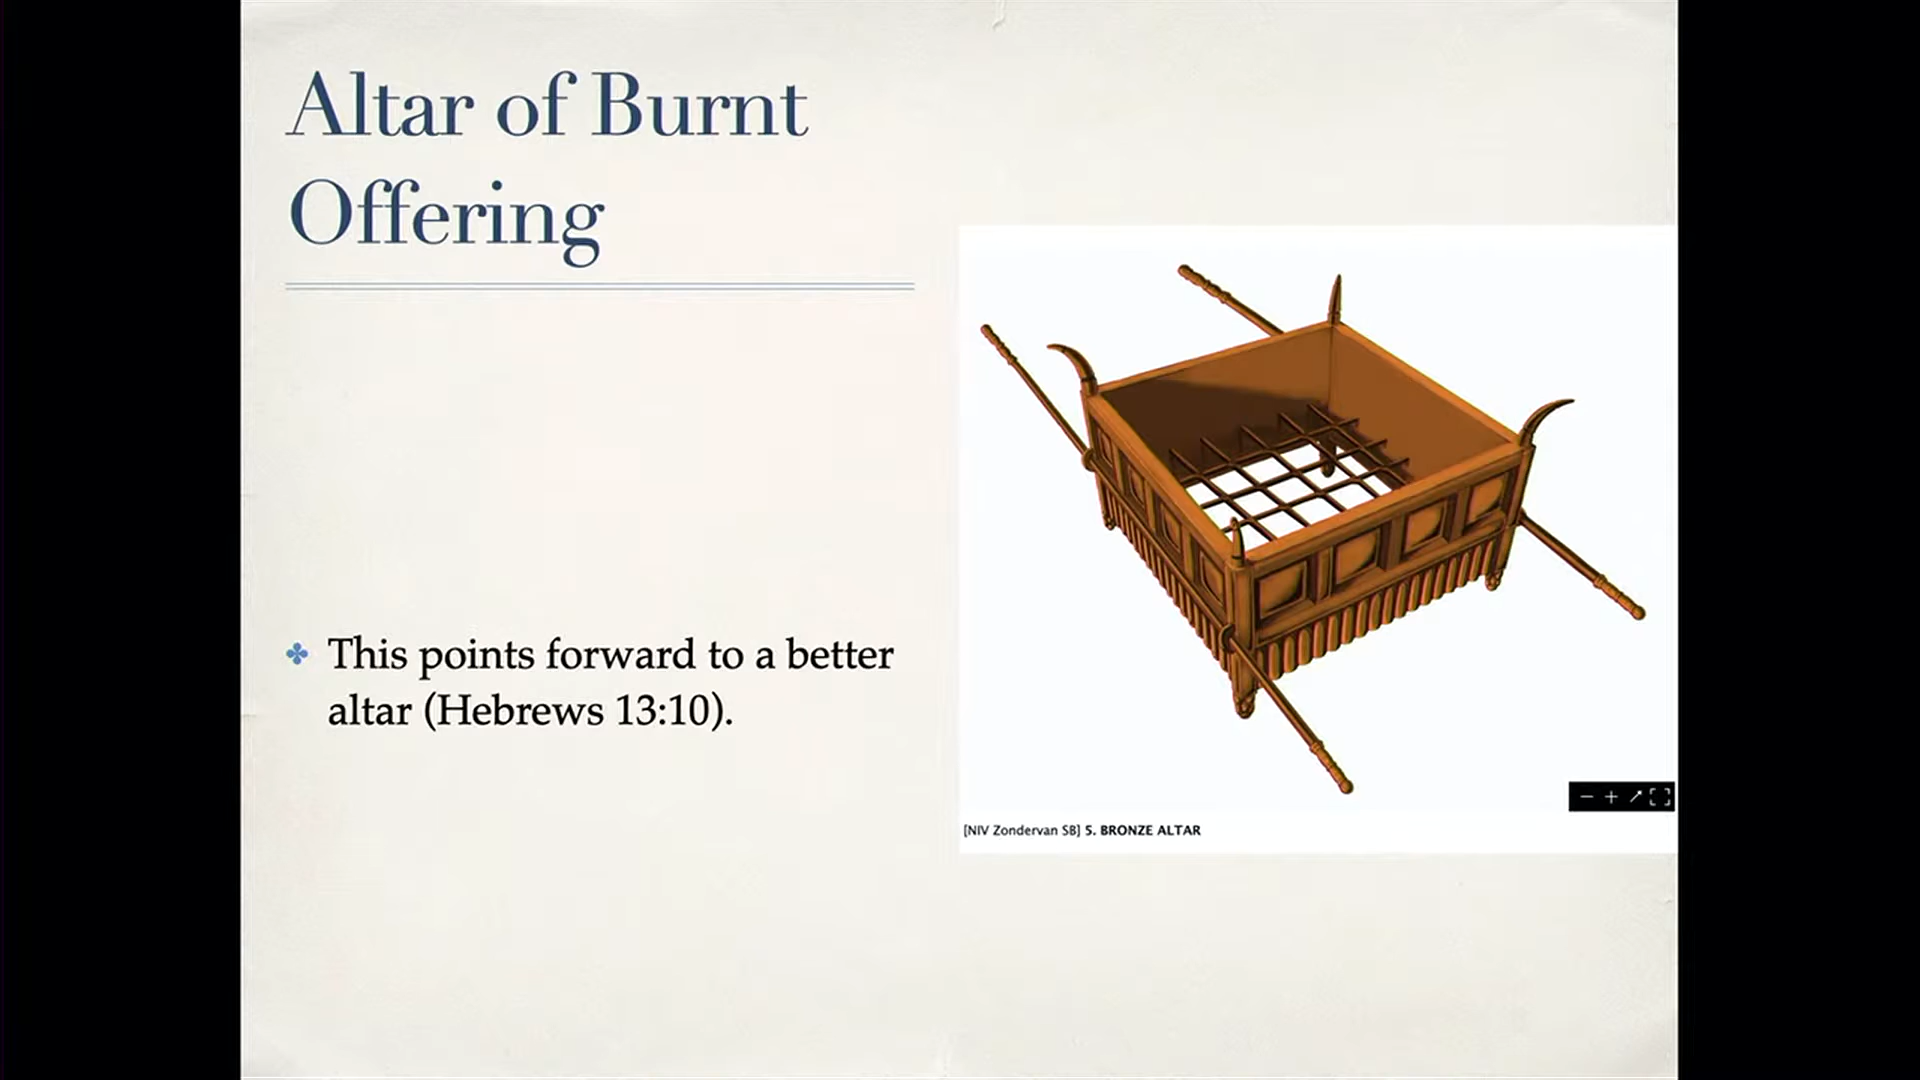 Altar of Burnt
Offering
This points forward to a better
altar (Hebrews 13:10).
[NIV Zondervan SB] 5. BRONZE ALTAR